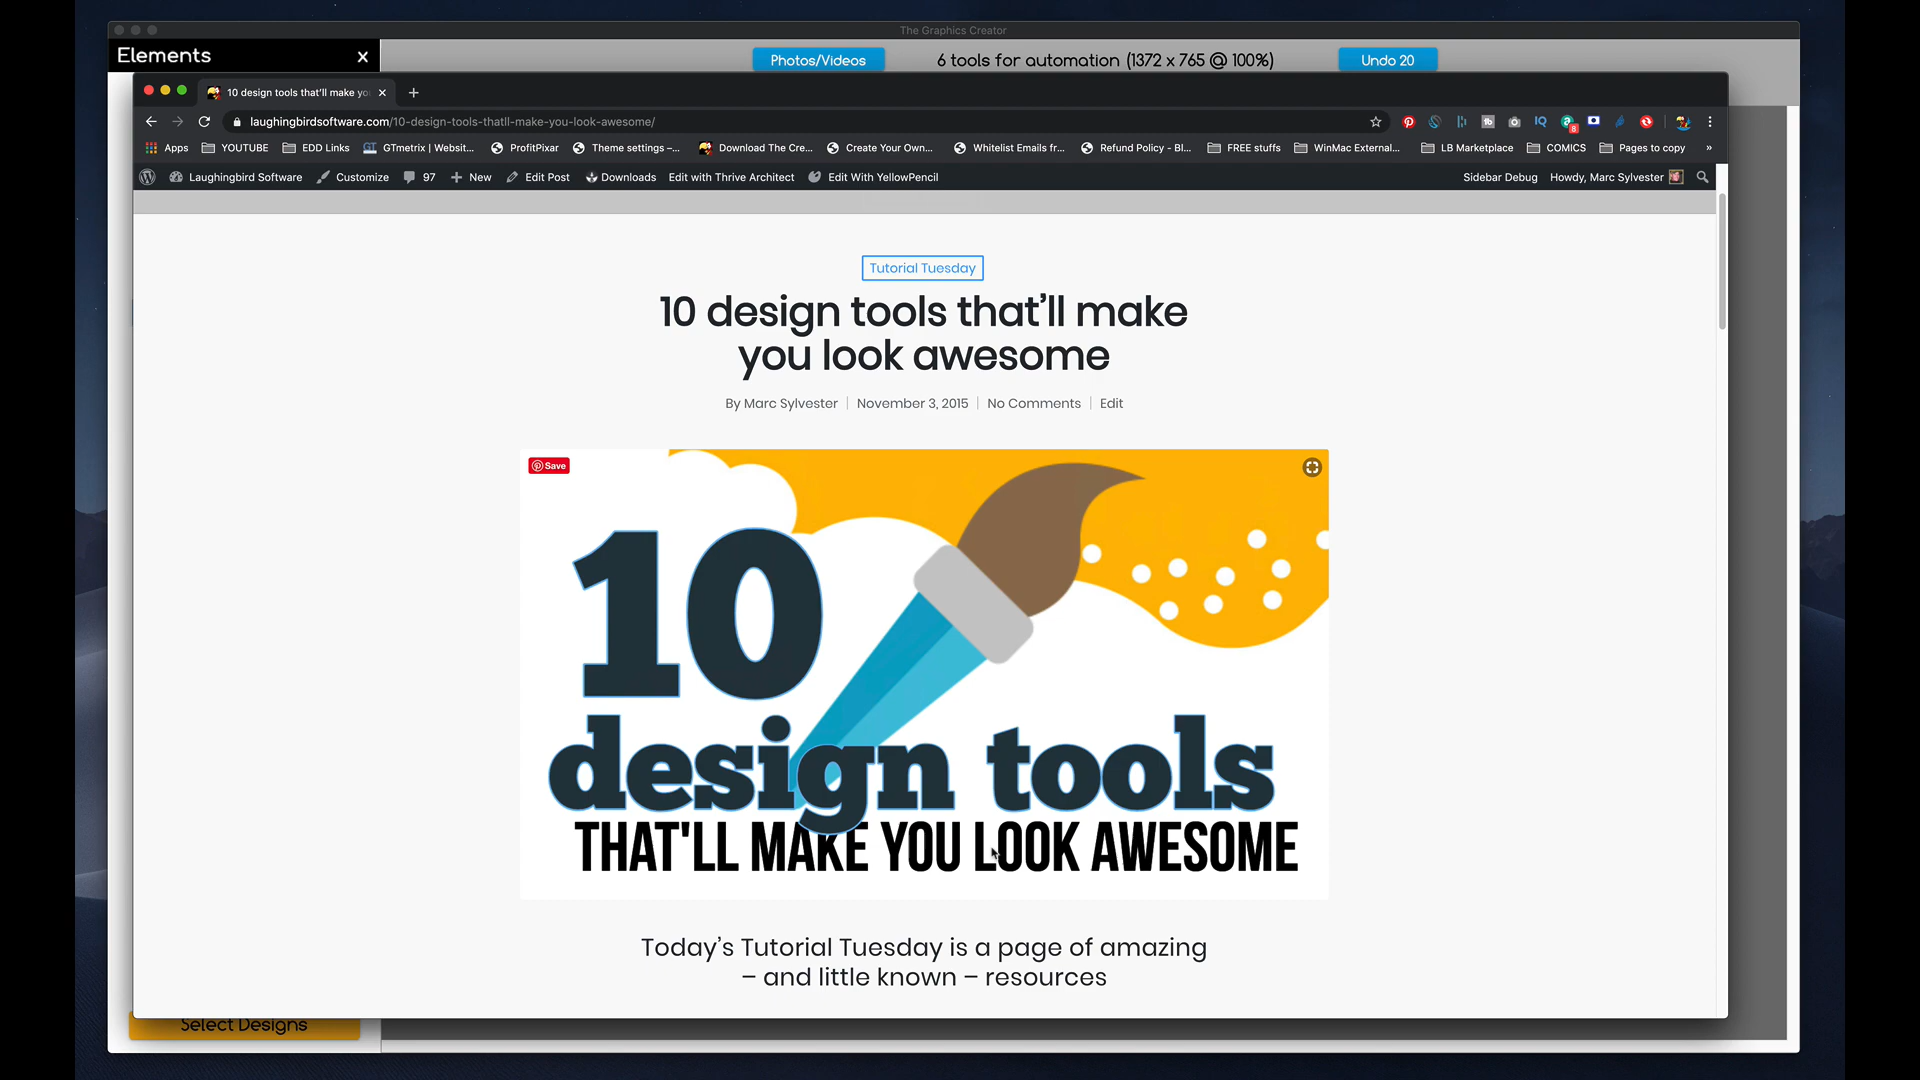 The Graphics Creator
Elements X
Photos/Videos 6 tools for automation (1372 x 765 @ 100%) Undo 20
10 design tools that'll make yo
laughingbirdsoftware.com/10-design-tools-thatll-make-you-look-awesome/
Apps YOUTUBE EDD Links GTmetrix | Websit... ProfitPixar Theme settings –... Download The Cre... Create Your Own... Whitelist Emails fr... Refund Policy - Bl... FREE stuffs WinMac External... LB Marketplace COMICS Pages to copy »
Laughingbird Software Customize 97 New Edit Post Downloads Edit with Thrive Architect Edit With YellowPencil Sidebar Debug Howdy, Marc Sylvester
Tutorial Tuesday
10 design tools that'll make
you look awesome
By Marc Sylvester | November 3, 2015 | No Comments | Edit
Save
10
design tools
THAT'LL MAKE YOU LOOK AWESOME
Today's Tutorial Tuesday is a page of amazing
– and little known – resources
Select Designs